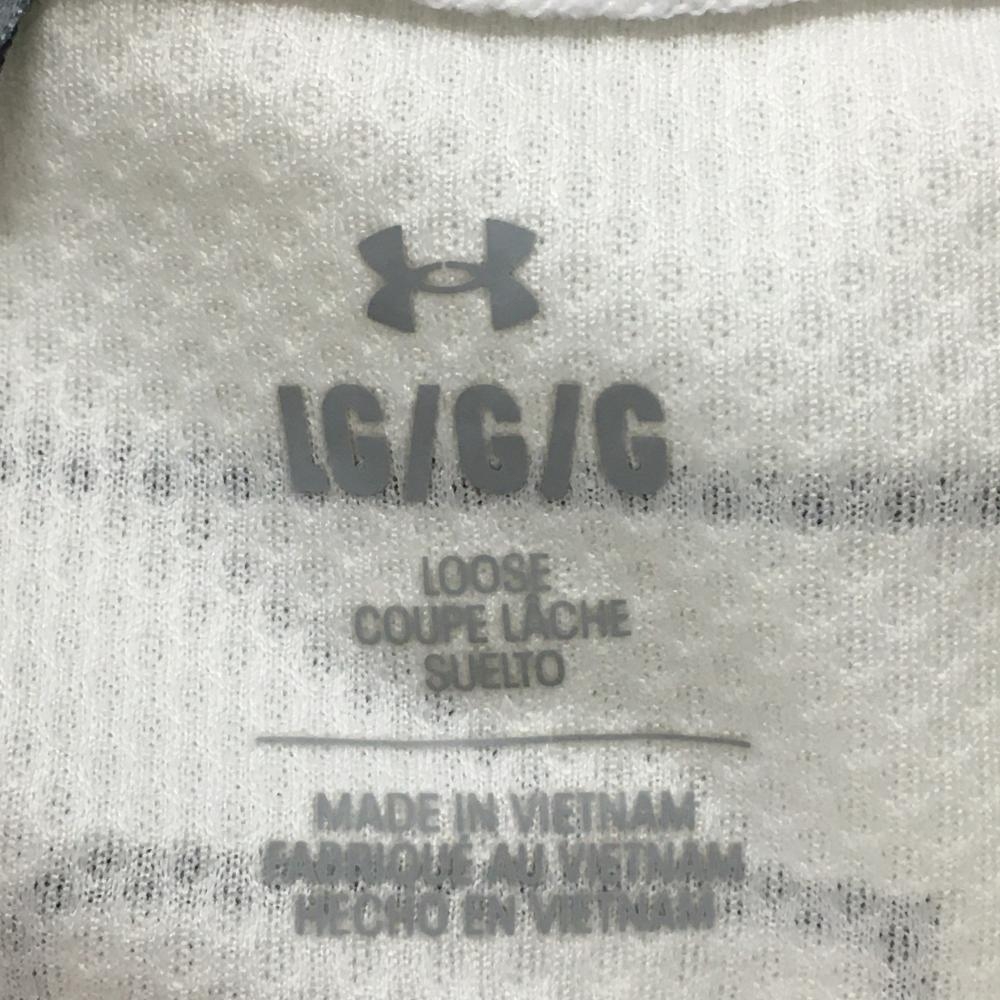 LG/G/G
LOOSE
COUPE LÂCHE
SUELTO
MADE IN VIETNAM
FABRIQUÉ AU VIETNAM
HECHO EN VIETNAM